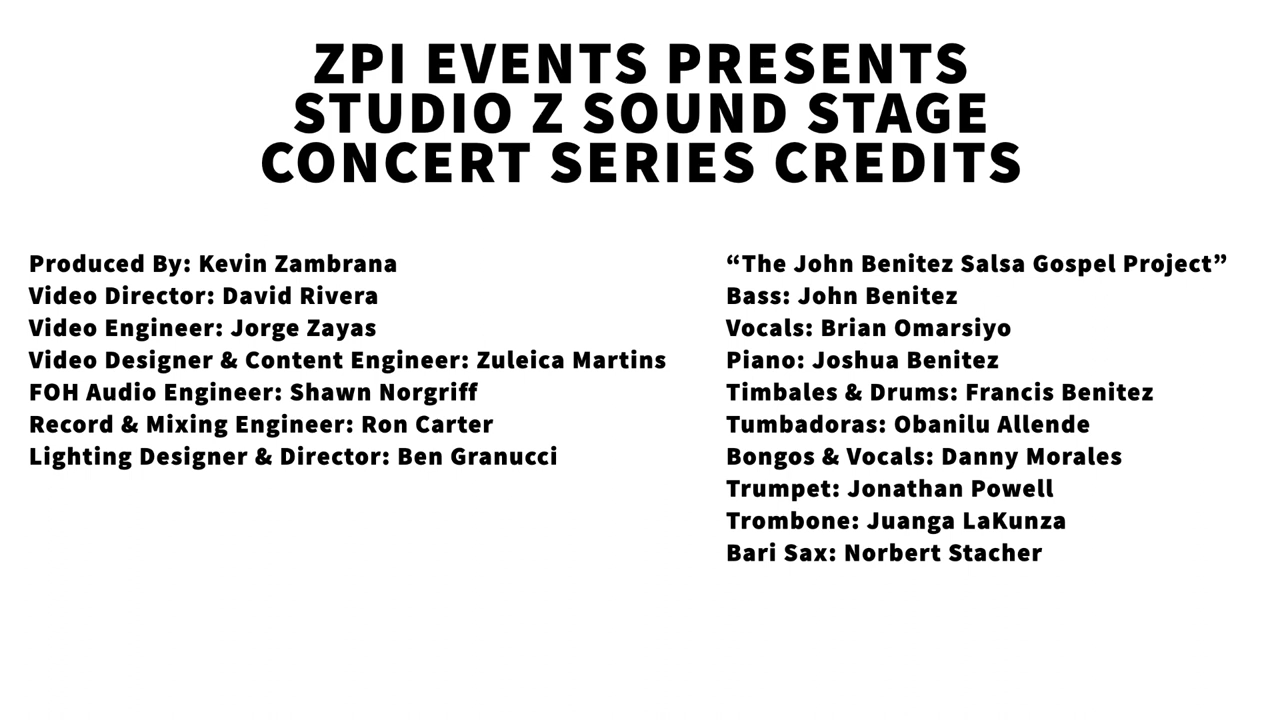 ZPI EVENTS PRESENTS
STUDIO Z SOUND STAGE
CONCERT SERIES CREDITS
Produced By: Kevin Zambrana
Video Director: David Rivera
Video Engineer: Jorge Zayas
Video Designer & Content Engineer: Zuleica Martins
FOH Audio Engineer: Shawn Norgriff
Record & Mixing Engineer: Ron Carter
Lighting Designer & Director: Ben Granucci
“The John Benitez Salsa Gospel Project”
Bass: John Benitez
Vocals: Brian Omarsiyo
Piano: Joshua Benitez
Timbales & Drums: Francis Benitez
Tumbadoras: Obanilu Allende
Bongos & Vocals: Danny Morales
Trumpet: Jonathan Powell
Trombone: Juanga LaKunza
Bari Sax: Norbert Stacher